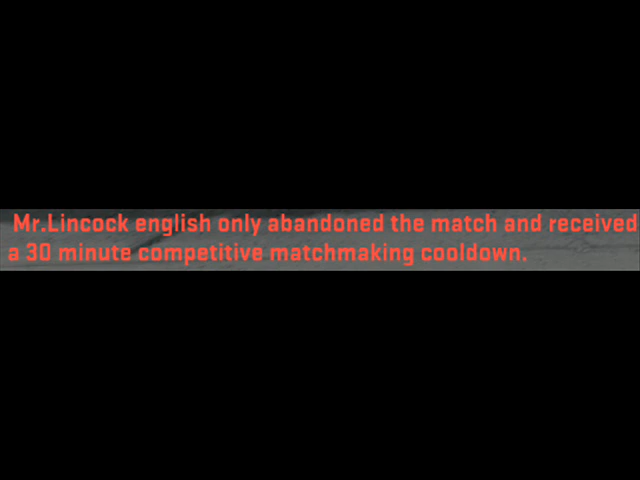 Mr.Lincock english only abandoned the match and received
a 30 minute competitive matchmaking cooldown.